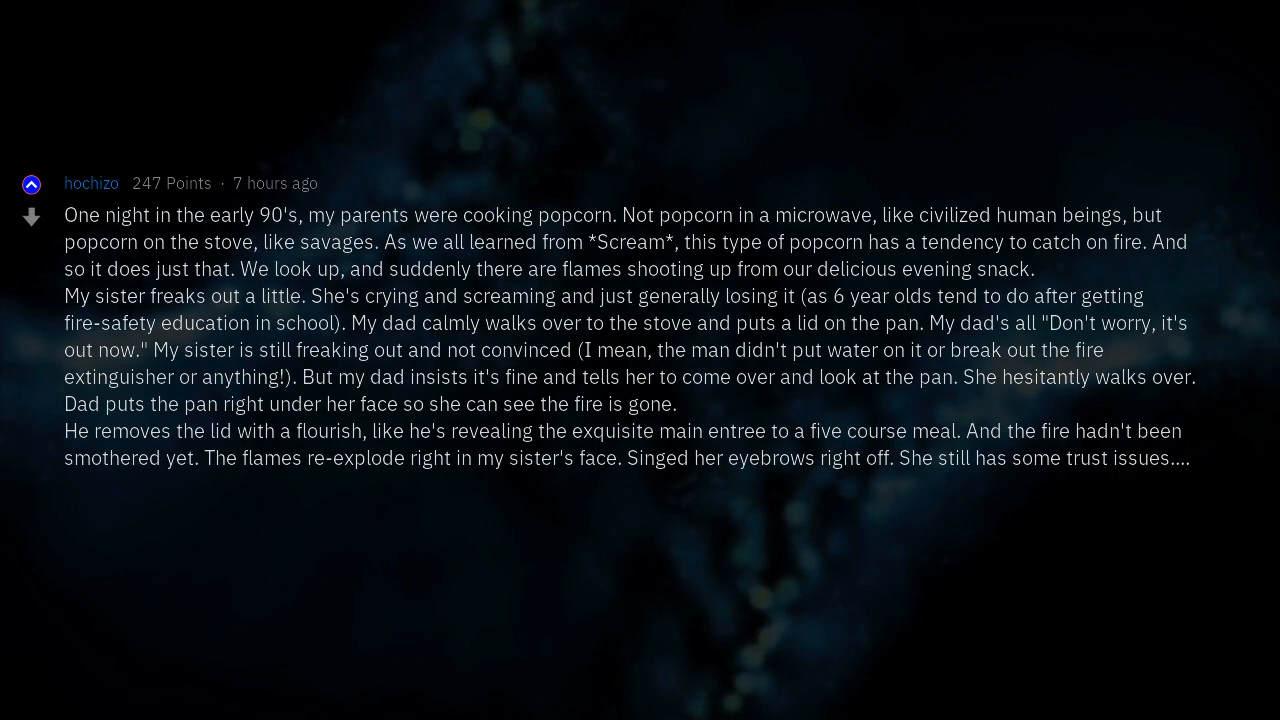 hochizo 247 Points · 7 hours ago
One night in the early 90's, my parents were cooking popcorn. Not popcorn in a microwave, like civilized human beings, but
popcorn on the stove, like savages. As we all learned from *Scream*, this type of popcorn has a tendency to catch on fire. And
so it does just that. We look up, and suddenly there are flames shooting up from our delicious evening snack.
My sister freaks out a little. She's crying and screaming and just generally losing it (as 6 year olds tend to do after getting
fire-safety education in school). My dad calmly walks over to the stove and puts a lid on the pan. My dad's all "Don't worry, it's
out now." My sister is still freaking out and not convinced (I mean, the man didn't put water on it or break out the fire
extinguisher or anything!). But my dad insists it's fine and tells her to come over and look at the pan. She hesitantly walks over.
Dad puts the pan right under her face so she can see the fire is gone.
He removes the lid with a flourish, like he's revealing the exquisite main entree to a five course meal. And the fire hadn't been
smothered yet. The flames re-explode right in my sister's face. Singed her eyebrows right off. She still has some trust issues....